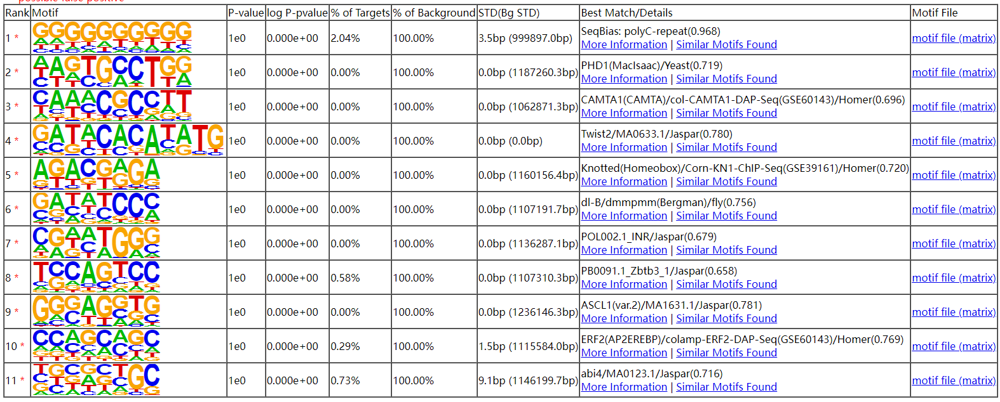 possible false positive
Rank Motif P-value log P-pvalue % of Targets % of Background STD(Bg STD) Best Match/Details Motif File
1 * 1e0 0.000e+00 2.04% 100.00% 3.5bp (999897.0bp) SeqBias: polyC-repeat(0.968) motif file (matrix)
More Information | Similar Motifs Found
2 * 1e0 0.000e+00 0.00% 100.00% 0.0bp (1187260.3bp) PHD1(MacIsaac)/Yeast(0.719) motif file (matrix)
More Information | Similar Motifs Found
3 * 1e0 0.000e+00 0.00% 100.00% 0.0bp (1062871.3bp) CAMTA1(CAMTA)/col-CAMTA1-DAP-Seq(GSE60143)/Homer(0.696) motif file (matrix)
More Information | Similar Motifs Found
4 * 1e0 0.000e+00 0.00% 100.00% 0.0bp (0.0bp) Twist2/MA0633.1/Jaspar(0.780) motif file (matrix)
More Information | Similar Motifs Found
5 * 1e0 0.000e+00 0.00% 100.00% 0.0bp (1160156.4bp) Knotted(Homeobox)/Corn-KN1-ChIP-Seq(GSE39161)/Homer(0.720) motif file (matrix)
More Information | Similar Motifs Found
6 * 1e0 0.000e+00 0.00% 100.00% 0.0bp (1107191.7bp) dl-B/dmmpmm(Bergman)/fly(0.756) motif file (matrix)
More Information | Similar Motifs Found
7 * 1e0 0.000e+00 0.00% 100.00% 0.0bp (1136287.1bp) POL002.1_INR/Jaspar(0.679) motif file (matrix)
More Information | Similar Motifs Found
8 * 1e0 0.000e+00 0.58% 100.00% 0.0bp (1107310.3bp) PB0091.1_Zbtb3_1/Jaspar(0.658) motif file (matrix)
More Information | Similar Motifs Found
9 * 1e0 0.000e+00 0.00% 100.00% 0.0bp (1236146.3bp) ASCL1(var.2)/MA1631.1/Jaspar(0.781) motif file (matrix)
More Information | Similar Motifs Found
10 * 1e0 0.000e+00 0.29% 100.00% 1.5bp (1115584.0bp) ERF2(AP2EREBP)/colamp-ERF2-DAP-Seq(GSE60143)/Homer(0.769) motif file (matrix)
More Information | Similar Motifs Found
11 * 1e0 0.000e+00 0.73% 100.00% 9.1bp (1146199.7bp) abi4/MA0123.1/Jaspar(0.716) motif file (matrix)
More Information | Similar Motifs Found